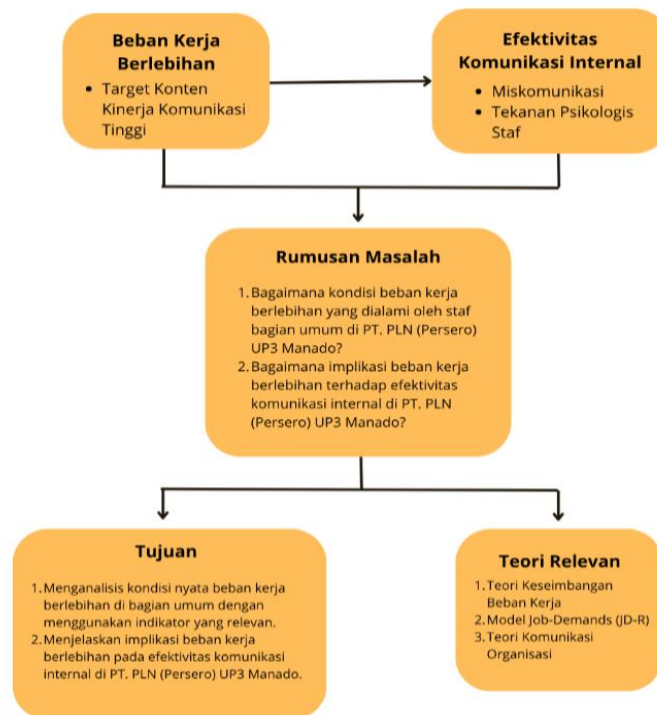 Beban Kerja
Berlebihan
• Target Konten
Kinerja Komunikasi
Tinggi
Efektivitas
Komunikasi Internal
• Miskomunikasi
• Tekanan Psikologis
Staf
Rumusan Masalah
1. Bagaimana kondisi beban kerja
berlebihan yang dialami oleh staf
bagian umum di PT. PLN (Persero)
UP3 Manado?
2. Bagaimana implikasi beban kerja
berlebihan terhadap efektivitas
komunikasi internal di PT. PLN
(Persero) UP3 Manado?
Tujuan
1. Menganalisis kondisi nyata beban kerja
berlebihan di bagian umum dengan
menggunakan indikator yang relevan.
2. Menjelaskan implikasi beban kerja
berlebihan pada efektivitas komunikasi
internal di PT. PLN (Persero) UP3 Manado.
Teori Relevan
1. Teori Keseimbangan
Beban Kerja
2. Model Job-Demands (JD-R)
3. Teori Komunikasi
Organisasi